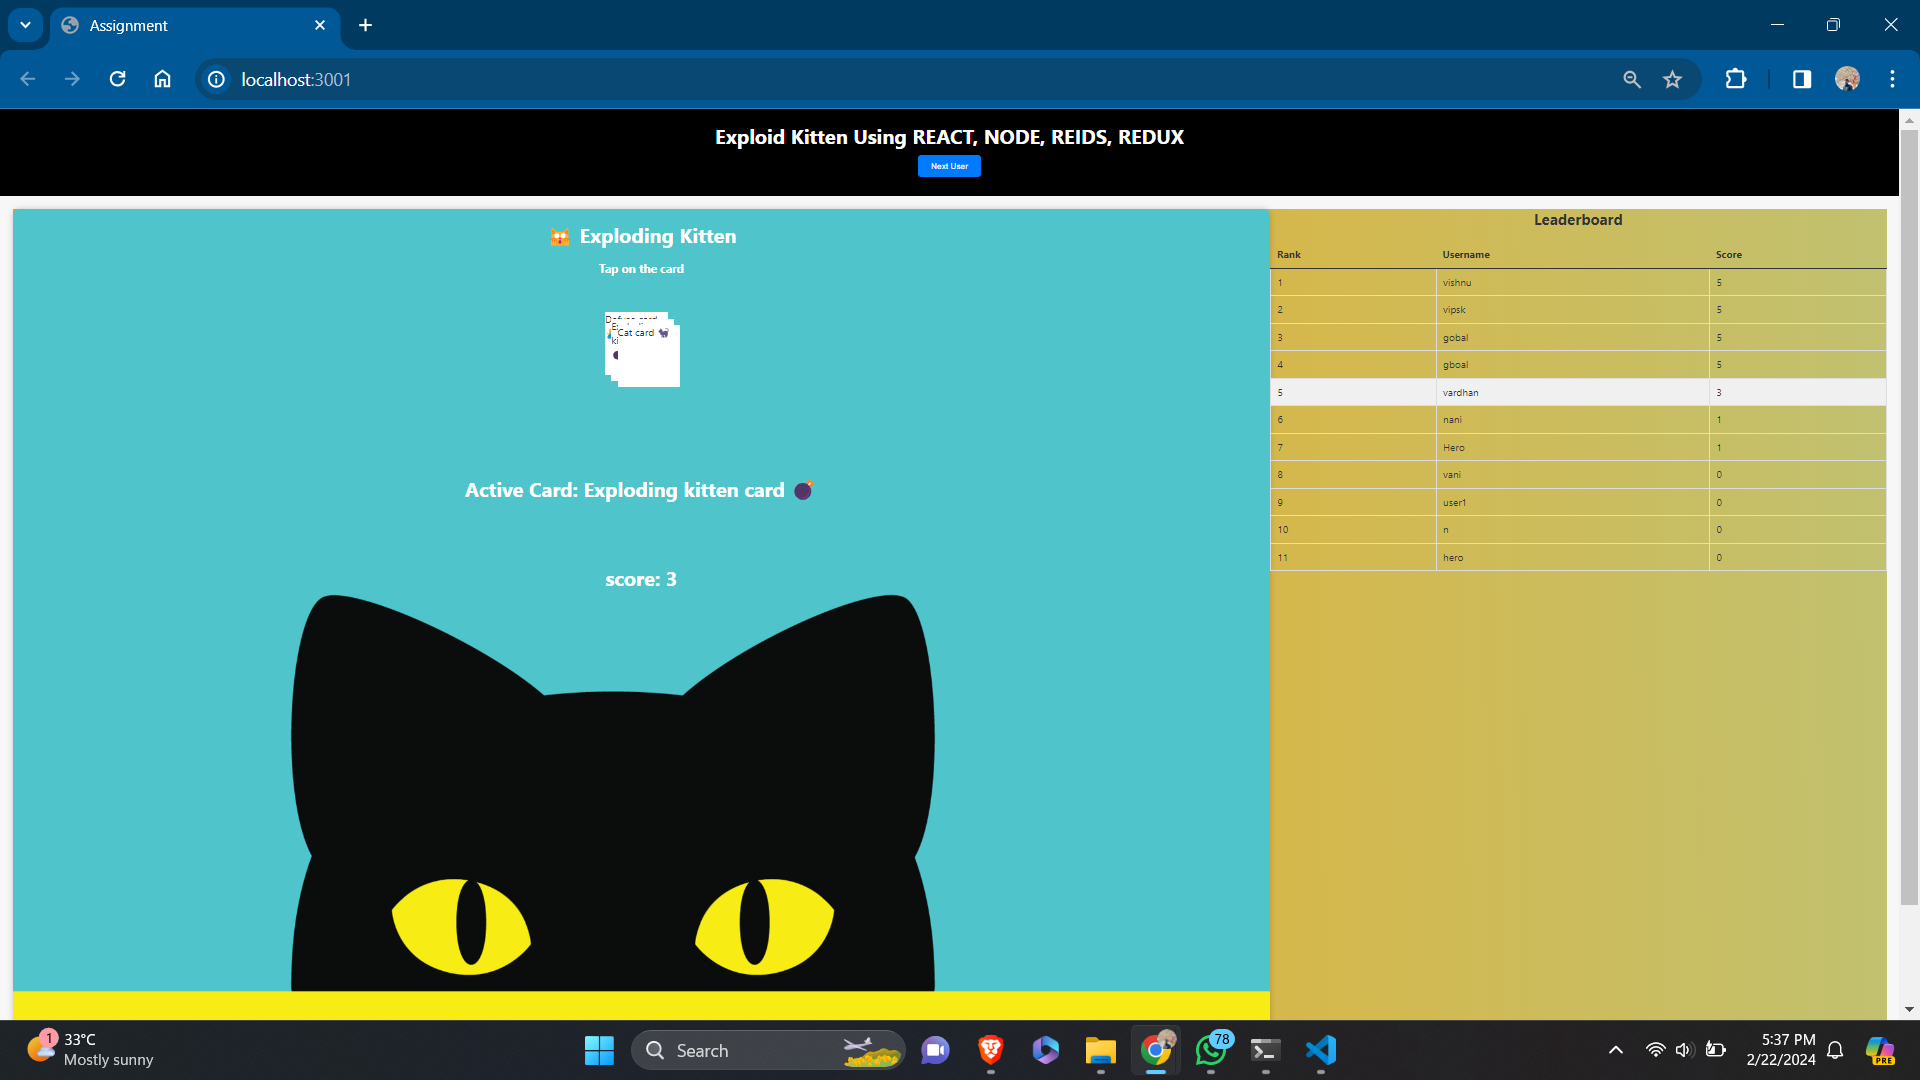 Assignment
localhost:3001
Exploid Kitten Using REACT, NODE, REIDS, REDUX
Next User
Exploding Kitten
Tap on the card
Cat card
Active Card: Exploding kitten card
score: 3
Leaderboard
Rank Username Score
1 vishnu 5
2 vipsk 5
3 gobal 5
4 gboal 5
5 vardhan 3
6 nani 1
7 Hero 1
8 vani 0
9 user1 0
10 n 0
11 hero 0
1
33°C
Mostly sunny
Search
78
5:37 PM
2/22/2024
PRE